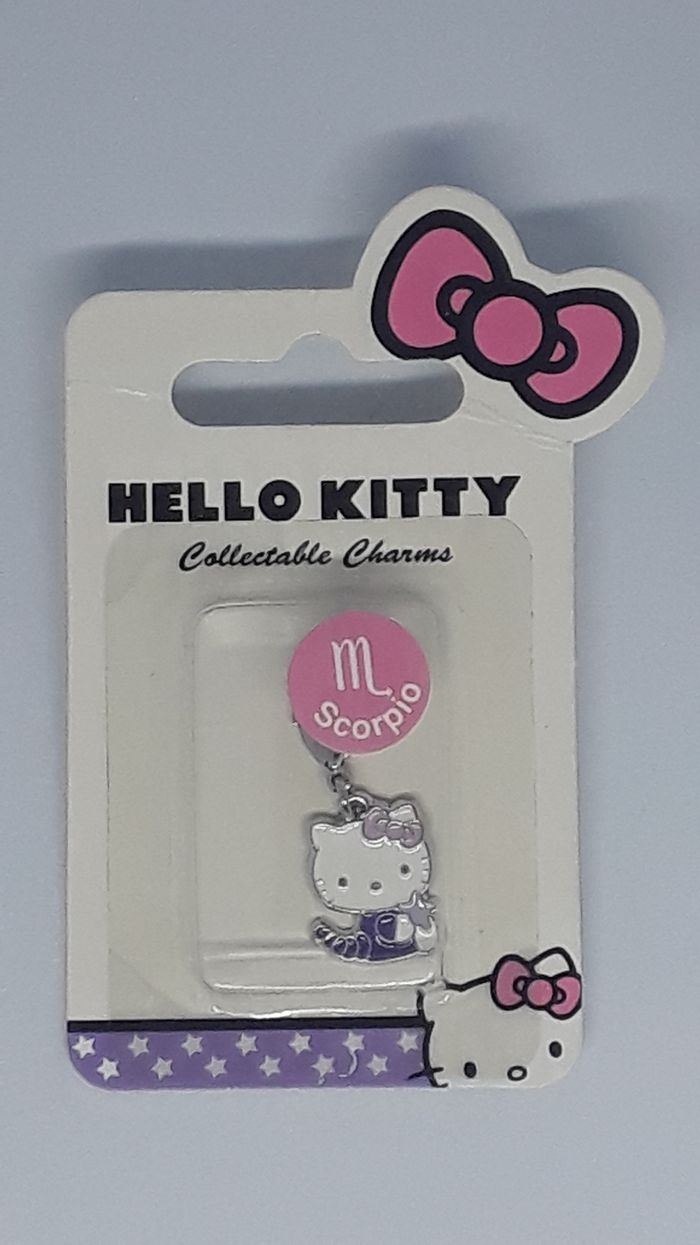 HELLO KITTY
Collectable Charms
♏
Scorpio